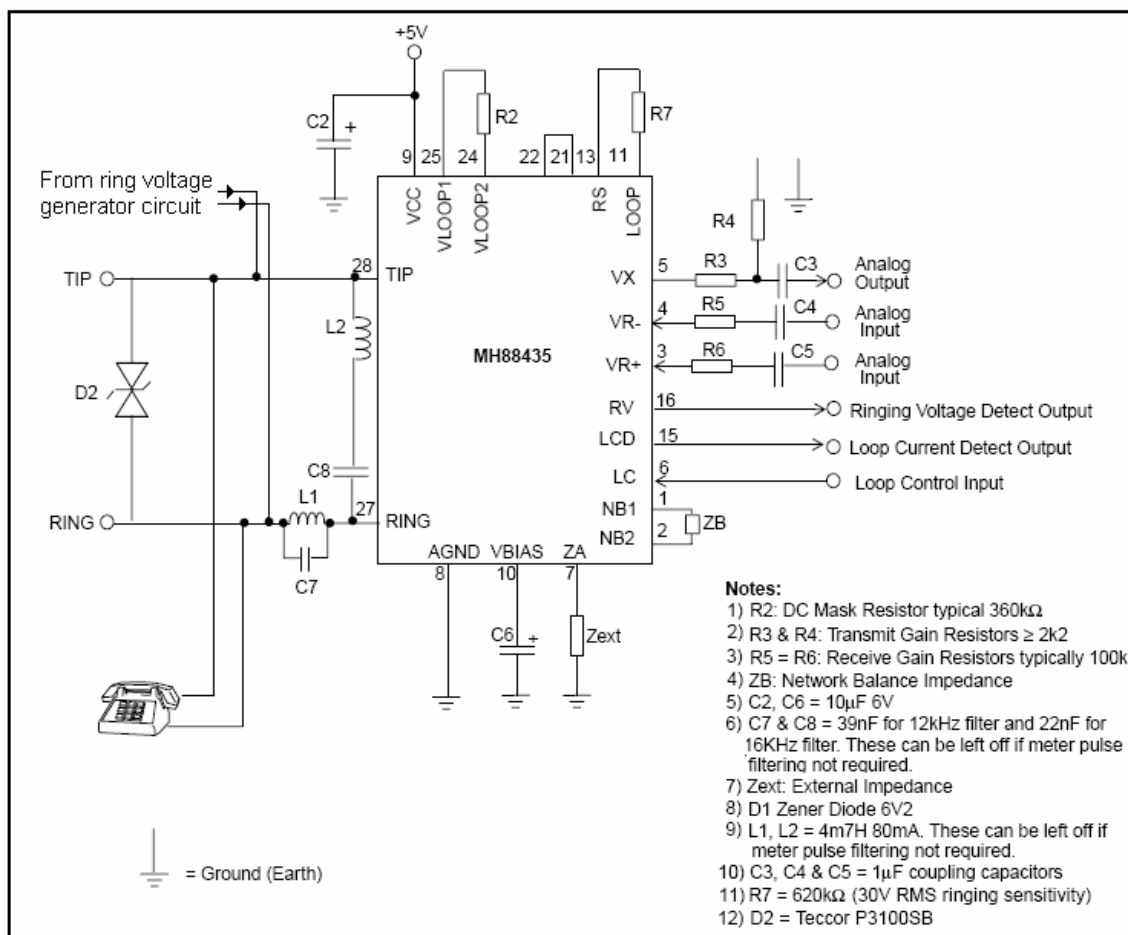 +5V
C2
+
R2
R7
9
25
24
22
21
13
11
From ring voltage
generator circuit
VCC
VLOOP1
VLOOP2
RS
LOOP
R4
TIP
28
TIP
VX
5
R3
C3
Analog
Output
L2
VR-
4
R5
C4
Analog
Input
MH88435
VR+
3
R6
C5
Analog
Input
D2
RV
16
Ringing Voltage Detect Output
LCD
15
Loop Current Detect Output
C8
LC
6
Loop Control Input
L1
27
RING
RING
NB1
1
ZB
NB2
2
C7
AGND
VBIAS
ZA
8
10
7
C6
+
Zext
Notes:
1) R2: DC Mask Resistor typical 360kΩ
2) R3 & R4: Transmit Gain Resistors ≥ 2k2
3) R5 = R6: Receive Gain Resistors typically 100k
4) ZB: Network Balance Impedance
5) C2, C6 = 10μF 6V
6) C7 & C8 = 39nF for 12kHz filter and 22nF for
16KHz filter. These can be left off if meter pulse
filtering not required.
7) Zext: External Impedance
8) D1 Zener Diode 6V2
9) L1, L2 = 4m7H 80mA. These can be left off if
meter pulse filtering not required.
10) C3, C4 & C5 = 1μF coupling capacitors
11) R7 = 620kΩ (30V RMS ringing sensitivity)
12) D2 = Teccor P3100SB
= Ground (Earth)